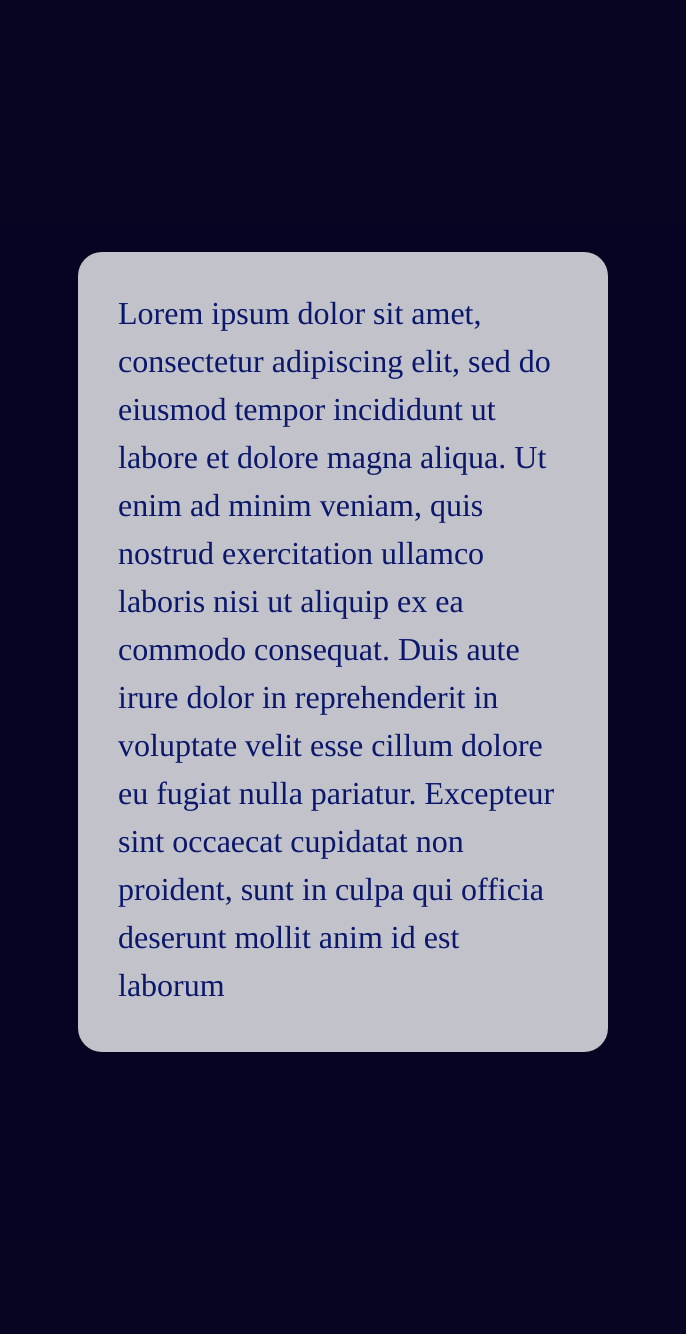 Lorem ipsum dolor sit amet,
consectetur adipiscing elit, sed do
eiusmod tempor incididunt ut
labore et dolore magna aliqua. Ut
enim ad minim veniam, quis
nostrud exercitation ullamco
laboris nisi ut aliquip ex ea
commodo consequat. Duis aute
irure dolor in reprehenderit in
voluptate velit esse cillum dolore
eu fugiat nulla pariatur. Excepteur
sint occaecat cupidatat non
proident, sunt in culpa qui officia
deserunt mollit anim id est
laborum